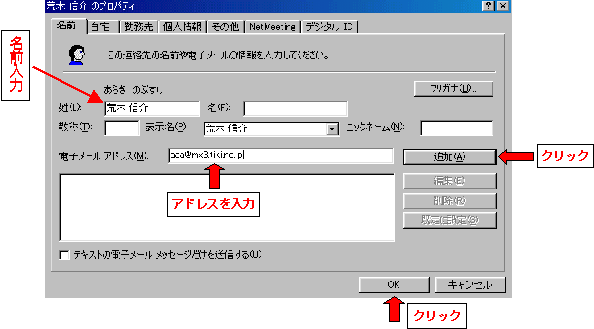 荒木 信介 のプロパティ
名前 自宅 勤務先 個人情報 その他 NetMeeting デジタル ID
この連絡先の名前や電子メールの情報を入力してください。
名前入力
あらき のぶすけ
フリガナ(U)...
姓(L): 荒木 信介 名(F):
敬称(T): 表示名(P): 荒木 信介 ニックネーム(N):
電子メール アドレス(M): 追加(A)
クリック
アドレスを入力
編集(E)
削除(R)
既定値設定(S)
テキストの電子メール メッセージだけを送信する(U)
OK キャンセル
クリック